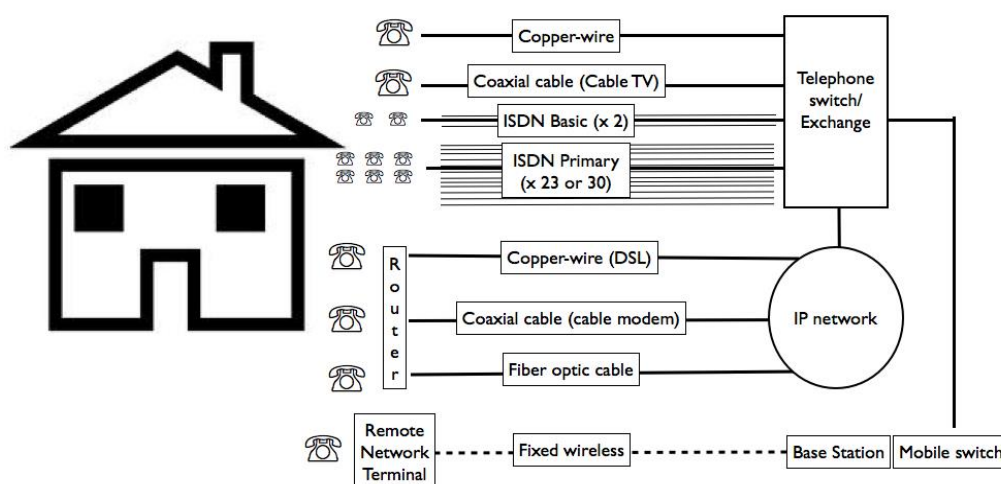 Copper-wire
Telephone
switch/
Exchange
Coaxial cable (Cable TV)
ISDN Basic (x 2)
ISDN Primary
(x 23 or 30)
Router
Copper-wire (DSL)
Coaxial cable (cable modem)
IP network
Fiber optic cable
Remote
Network
Terminal
Fixed wireless
Base Station
Mobile switch